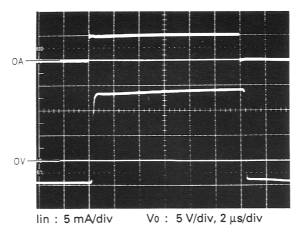 0A
0V
Iin : 5 mA/div Vo : 5 V/div, 2 μs/div